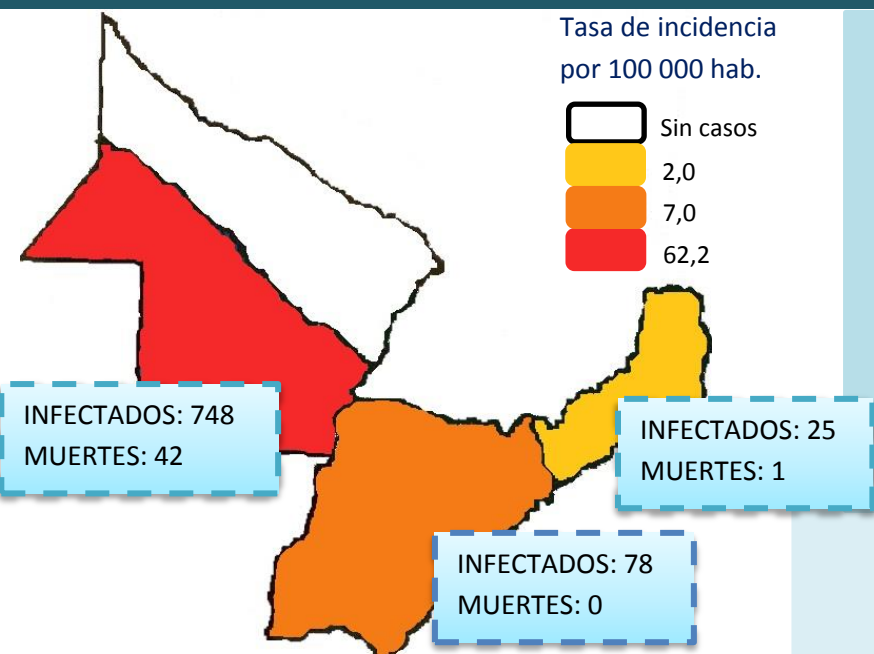 Tasa de incidencia
por 100 000 hab.
Sin casos
2,0
7,0
62,2
INFECTADOS: 748
MUERTES: 42
INFECTADOS: 25
MUERTES: 1
INFECTADOS: 78
MUERTES: 0